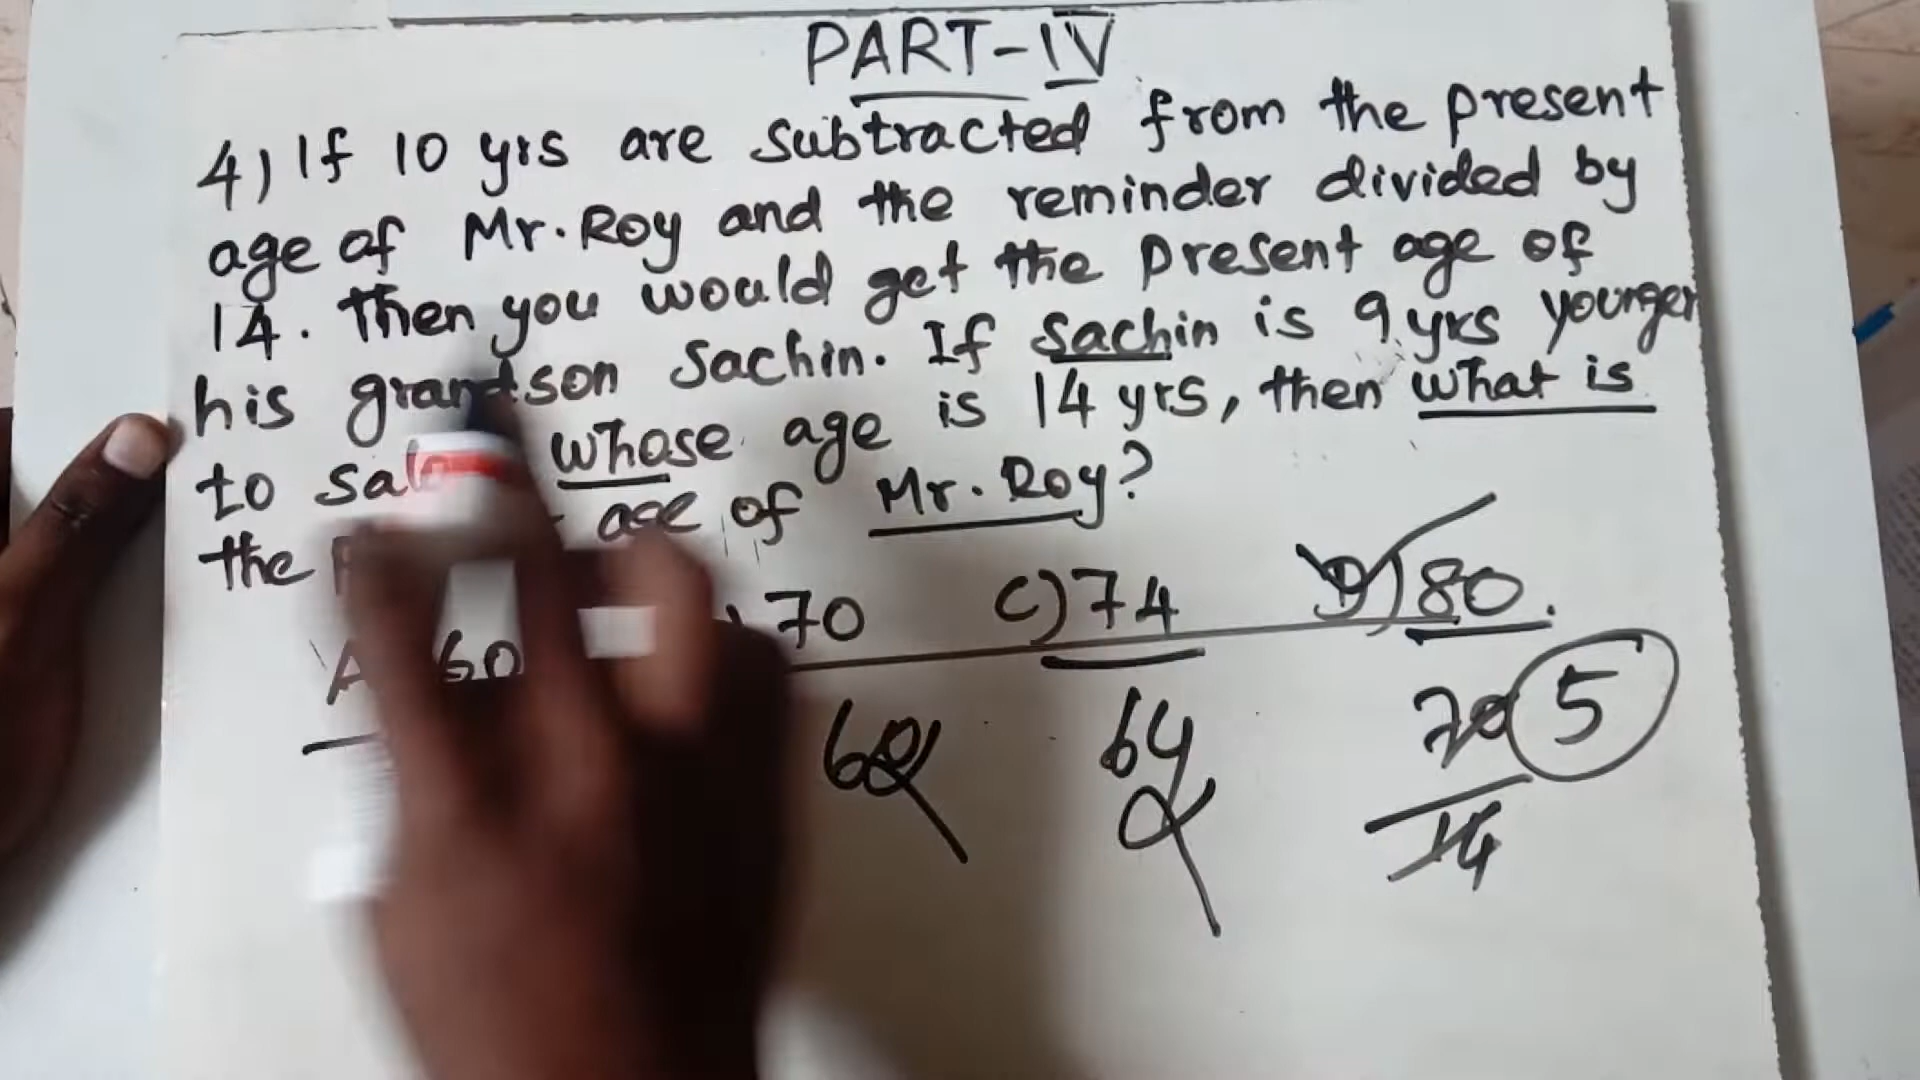 PART-IV
4) If 10 yrs are subtracted from the present
age of Mr. Roy and the reminder divided by
14. Then you would get the present age of
his grandson Sachin. If Sachin is 9 yrs younger
to whose age is 14 yrs, then what is
the age of Mr. Roy?
A 60 70 C) 74 D) 80.
60 64 70 5
14